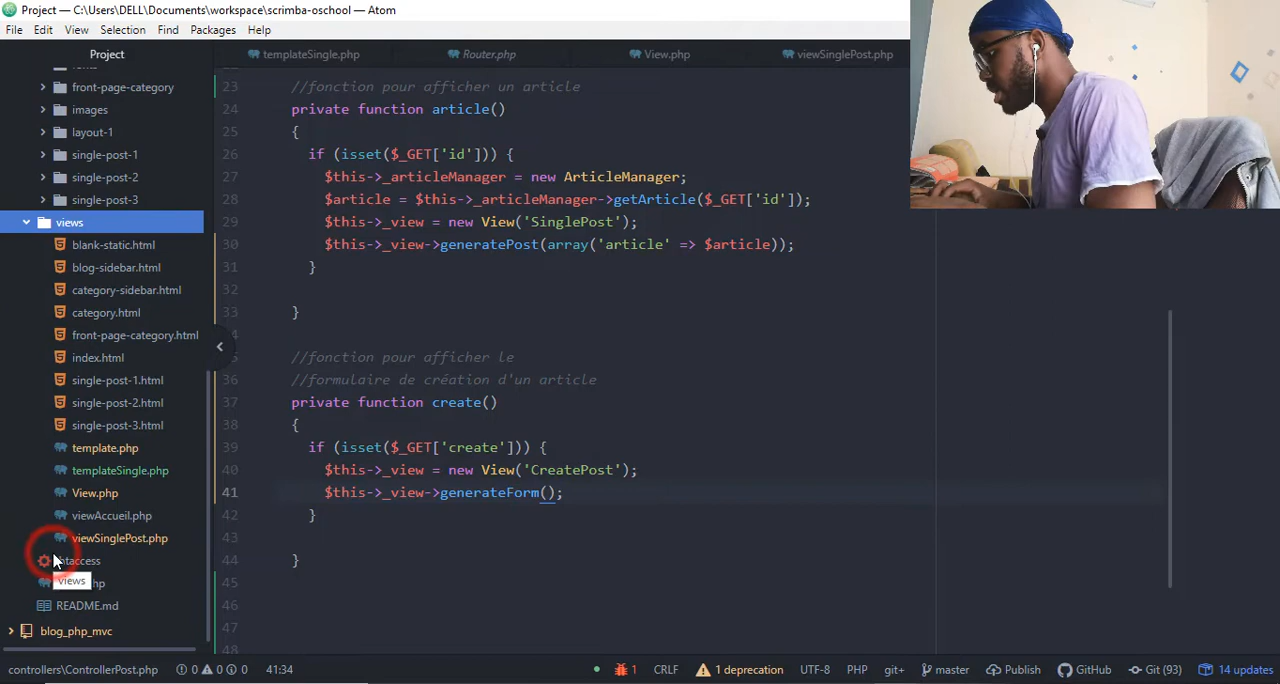 Project — C:\Users\DELL\Documents\workspace\scrimba-oschool — Atom
File Edit View Selection Find Packages Help
Project
templateSingle.php Router.php View.php viewSinglePost.php
front-page-category
images
layout-1
single-post-1
single-post-2
single-post-3
views
blank-static.html
blog-sidebar.html
category-sidebar.html
category.html
front-page-category.html
index.html
single-post-1.html
single-post-2.html
single-post-3.html
template.php
templateSingle.php
View.php
viewAccueil.php
viewSinglePost.php
views
README.md
blog_php_mvc
23 //fonction pour afficher un article
24 private function article()
25 {
26 if (isset($_GET['id'])) {
27 $this->_articleManager = new ArticleManager;
28 $article = $this->_articleManager->getArticle($_GET['id']);
29 $this->_view = new View('SinglePost');
30 $this->_view->generatePost(array('article' => $article));
31 }
32
33 }
34
//fonction pour afficher le
36 //formulaire de création d'un article
37 private function create()
38 {
39 if (isset($_GET['create'])) {
40 $this->_view = new View('CreatePost');
41 $this->_view->generateForm();
42 }
43
44 }
45
46
47
48
controllers\ControllerPost.php 0 0 0 41:34 1 CRLF 1 deprecation UTF-8 PHP git+ master Publish GitHub Git (93) 14 updates